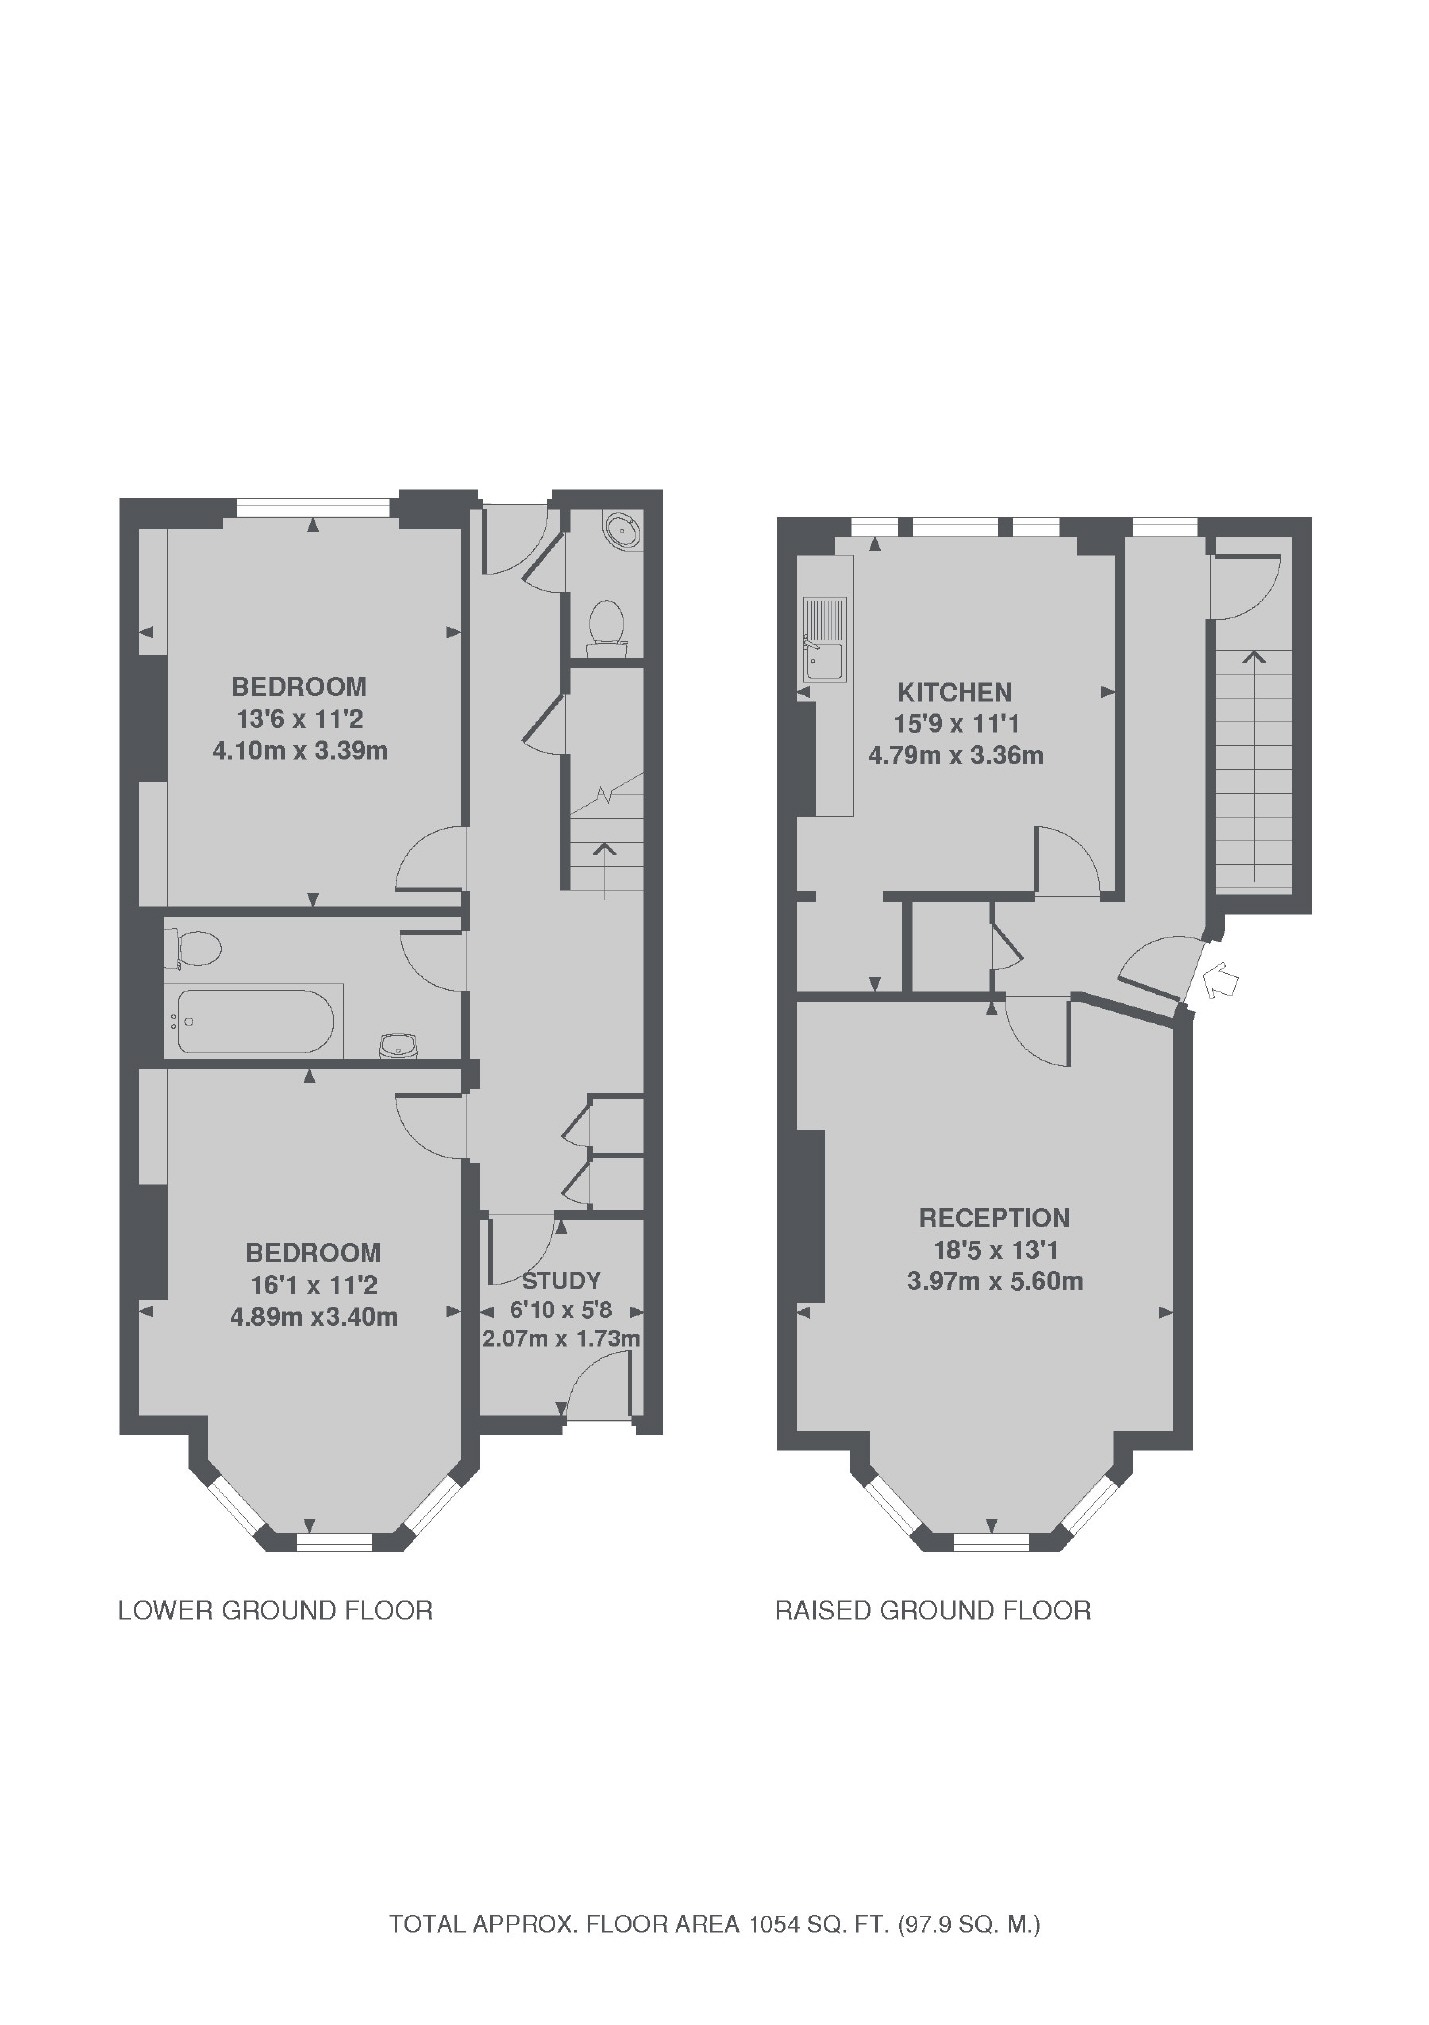 BEDROOM
13'6 x 11'2
4.10m x 3.39m
BEDROOM
16'1 x 11'2
4.89m x3.40m
STUDY
6'10 x 5'8
2.07m x 1.73m
LOWER GROUND FLOOR
KITCHEN
15'9 x 11'1
4.79m x 3.36m
RECEPTION
18'5 x 13'1
3.97m x 5.60m
RAISED GROUND FLOOR
TOTAL APPROX. FLOOR AREA 1054 SQ. FT. (97.9 SQ. M.)